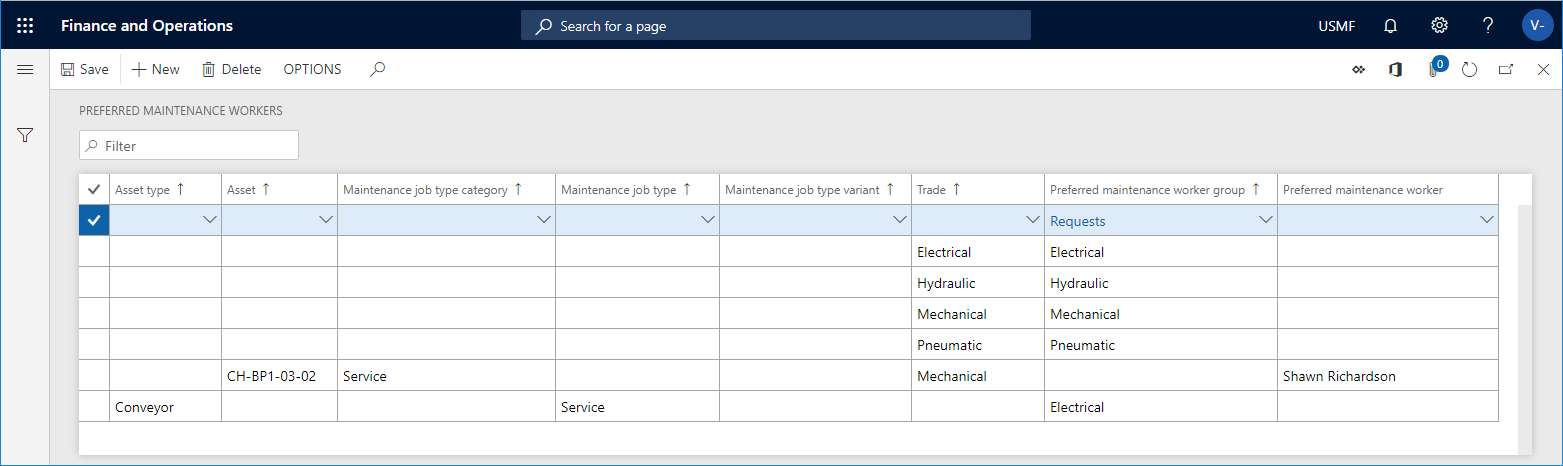 Finance and Operations Search for a page USMF ? V-
Save + New Delete OPTIONS 0
PREFERRED MAINTENANCE WORKERS
Filter
Asset type ↑ Asset ↑ Maintenance job type category ↑ Maintenance job type ↑ Maintenance job type variant ↑ Trade ↑ Preferred maintenance worker group ↑ Preferred maintenance worker
Requests
Electrical Electrical
Hydraulic Hydraulic
Mechanical Mechanical
Pneumatic Pneumatic
CH-BP1-03-02 Service Mechanical Shawn Richardson
Conveyor Service Electrical